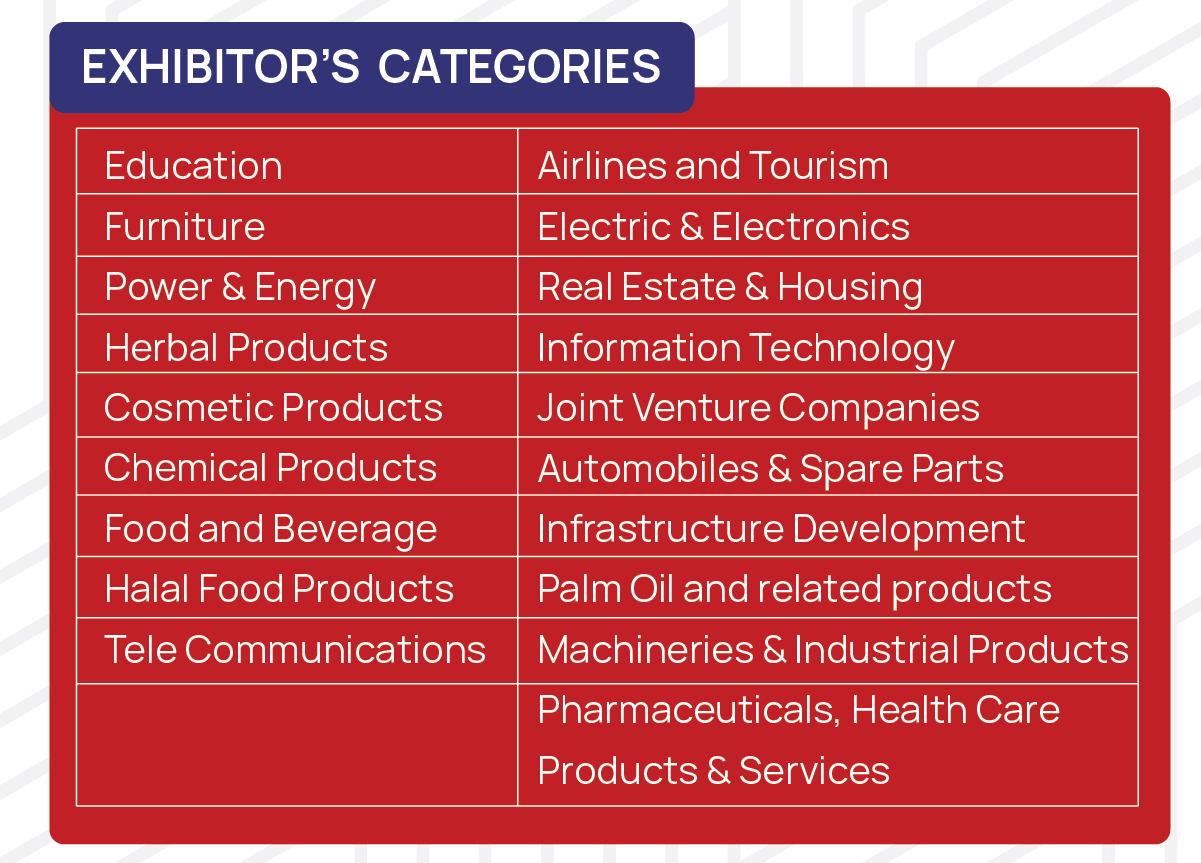 EXHIBITOR’S CATEGORIES
Education
Airlines and Tourism
Furniture
Electric & Electronics
Power & Energy
Real Estate & Housing
Herbal Products
Information Technology
Cosmetic Products
Joint Venture Companies
Chemical Products
Automobiles & Spare Parts
Food and Beverage
Infrastructure Development
Halal Food Products
Palm Oil and related products
Tele Communications
Machineries & Industrial Products
Pharmaceuticals, Health Care
Products & Services